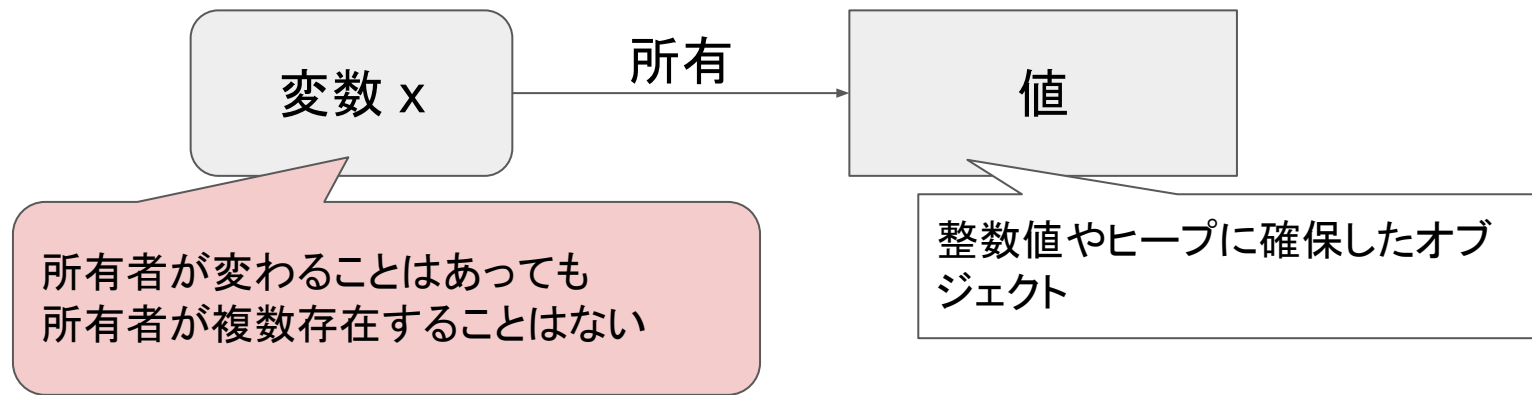 変数 x
所有
値
所有者が変わることはあっても
所有者が複数存在することはない
整数値やヒープに確保したオブ
ジェクト